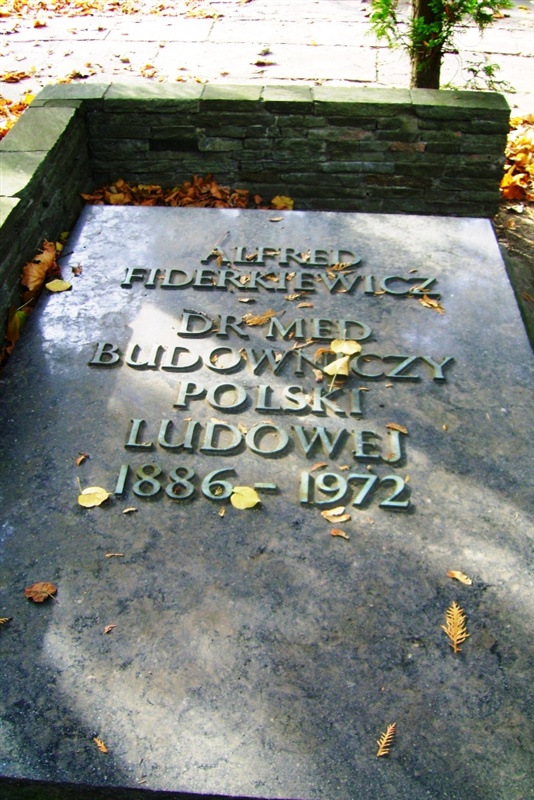 ALFRED
FIDERKIEWICZ
DR MED
BUDOWNICZY
POLSKI
LUDOWEJ
1886-1972